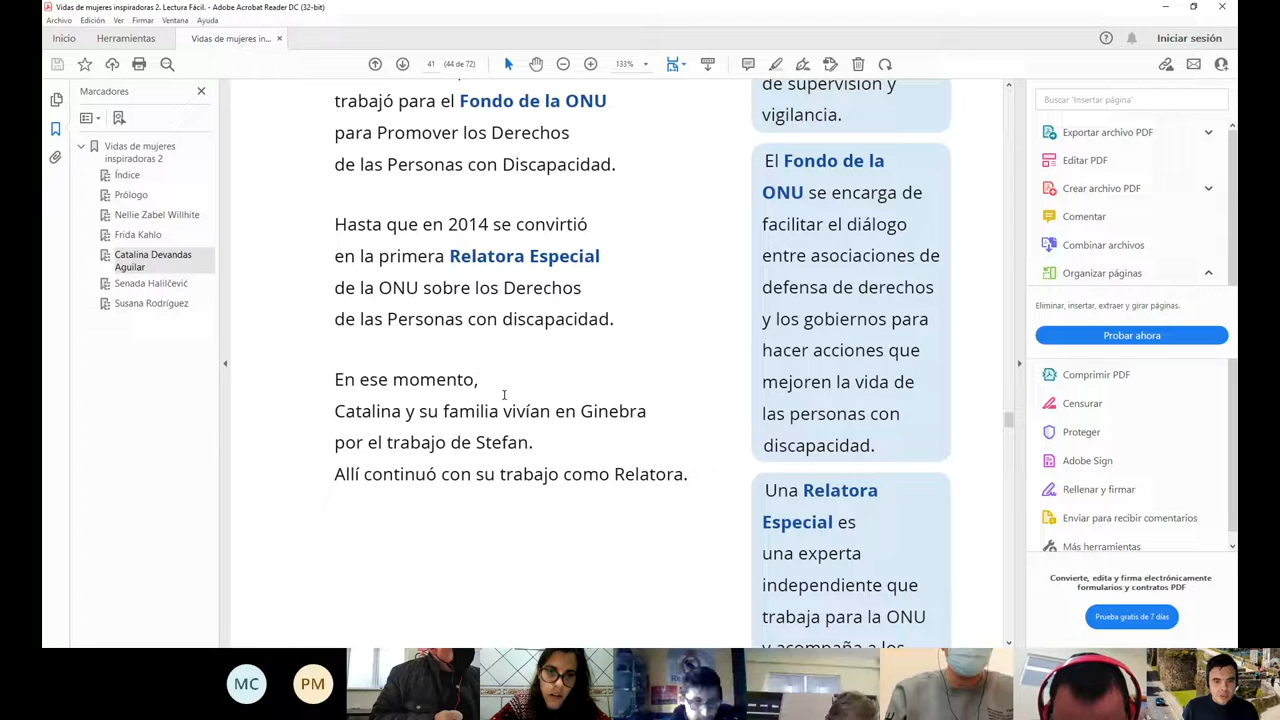 Vidas de mujeres inspiradoras 2. Lectura Fácil. - Adobe Acrobat Reader DC (32-bit)
Archivo Edición Ver Firmar Ventana Ayuda
Inicio Herramientas Vidas de mujeres in... ×
Iniciar sesión
41 (44 de 72)
133%
Marcadores
Vidas de mujeres
inspiradoras 2
Índice
Prólogo
Nellie Zabel Willhite
Frida Kahlo
Catalina Devandas
Aguilar
Senada Halilčević
Susana Rodríguez
trabajó para el Fondo de la ONU
para Promover los Derechos
de las Personas con Discapacidad.
Hasta que en 2014 se convirtió
en la primera Relatora Especial
de la ONU sobre los Derechos
de las Personas con discapacidad.
En ese momento,
Catalina y su familia vivían en Ginebra
por el trabajo de Stefan.
Allí continuó con su trabajo como Relatora.
de supervisión y
vigilancia.
El Fondo de la
ONU se encarga de
facilitar el diálogo
entre asociaciones de
defensa de derechos
y los gobiernos para
hacer acciones que
mejoren la vida de
las personas con
discapacidad.
Una Relatora
Especial es
una experta
independiente que
trabaja para la ONU
y acompaña a los
Buscar 'Insertar página'
Exportar archivo PDF
Editar PDF
Crear archivo PDF
Comentar
Combinar archivos
Organizar páginas
Eliminar, insertar, extraer y girar páginas.
Probar ahora
Comprimir PDF
Censurar
Proteger
Adobe Sign
Rellenar y firmar
Enviar para recibir comentarios
Más herramientas
Convierte, edita y firma electrónicamente
formularios y contratos PDF
Prueba gratis de 7 días
MC PM